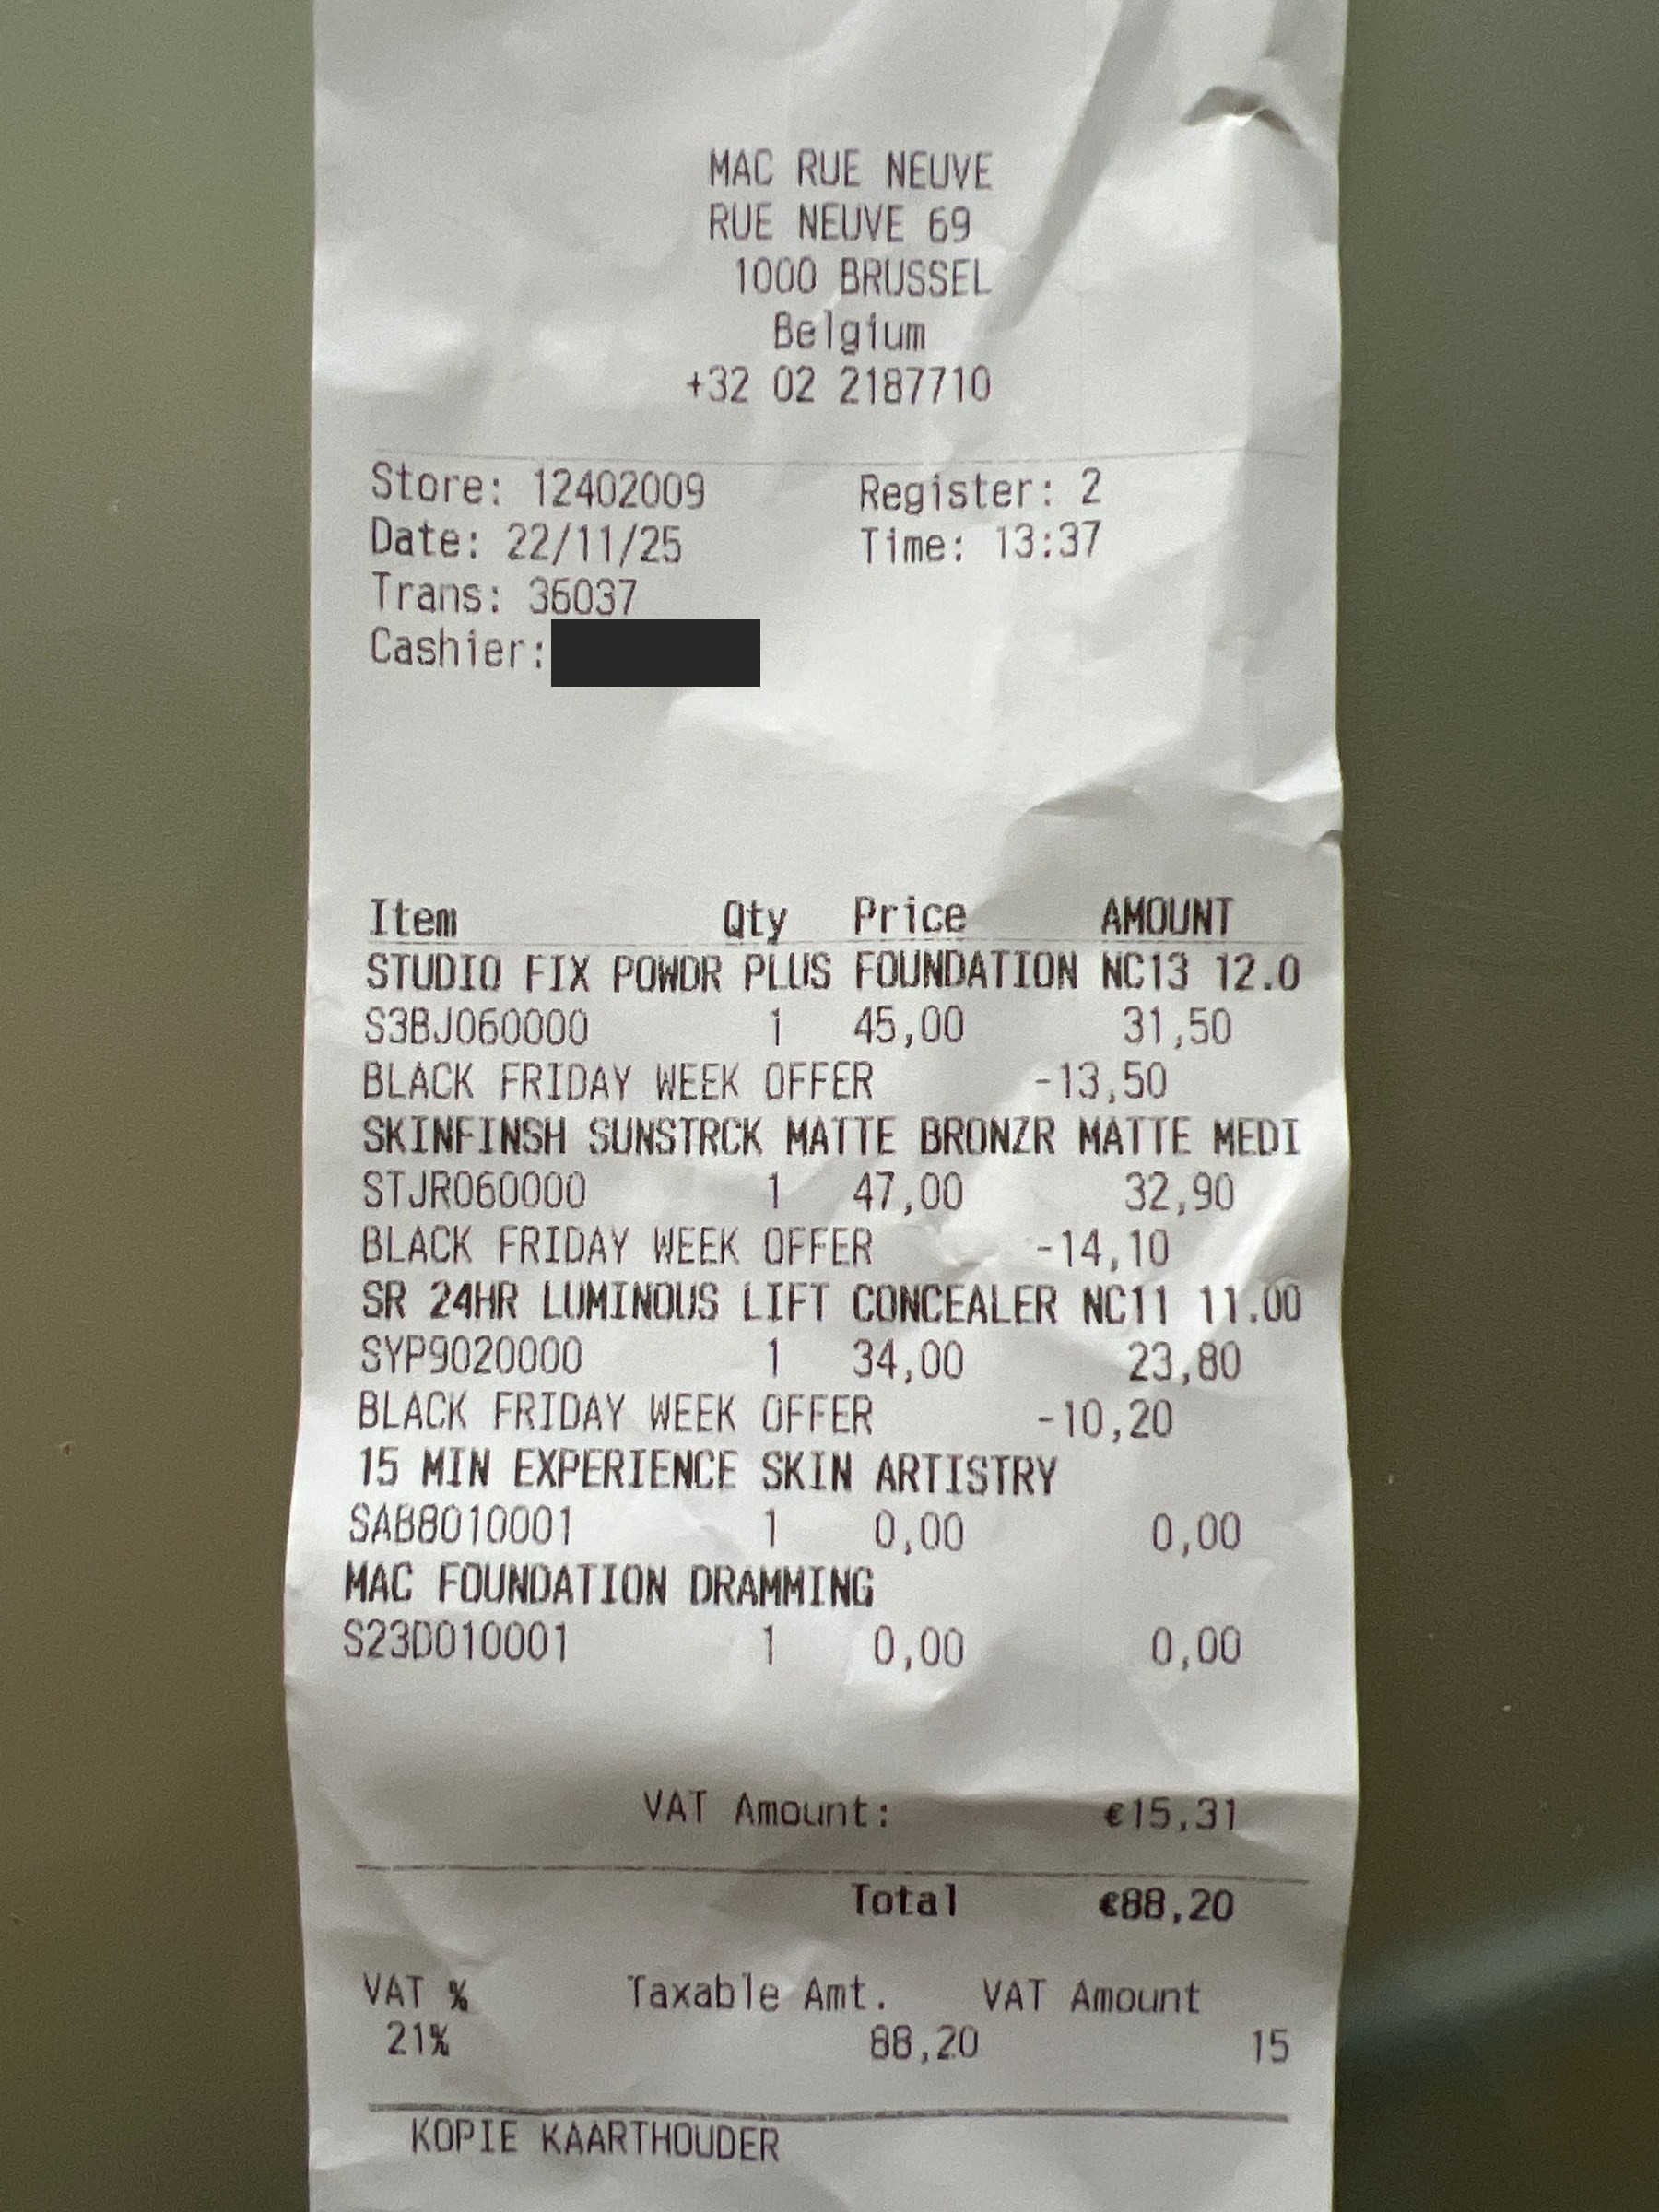 MAC RUE NEUVE
RUE NEUVE 69
1000 BRUSSEL
Belgium
+32 02 2187710
Store: 12402009 Register: 2
Date: 22/11/25 Time: 13:37
Trans: 36037
Cashier:
Item Qty Price AMOUNT
STUDIO FIX POWDR PLUS FOUNDATION NC13 12.0
S3BJ060000 1 45,00 31,50
BLACK FRIDAY WEEK OFFER -13,50
SKINFINSH SUNSTRCK MATTE BRONZR MATTE MEDI
STJR060000 1 47,00 32,90
BLACK FRIDAY WEEK OFFER -14,10
SR 24HR LUMINOUS LIFT CONCEALER NC11 11.00
SYP9020000 1 34,00 23,80
BLACK FRIDAY WEEK OFFER -10,20
15 MIN EXPERIENCE SKIN ARTISTRY
SAB8010001 1 0,00 0,00
MAC FOUNDATION DRAMMING
S23D010001 1 0,00 0,00
VAT Amount: €15,31
Total €88,20
VAT % Taxable Amt. VAT Amount
21% 88,20 15
KOPIE KAARTHOUDER